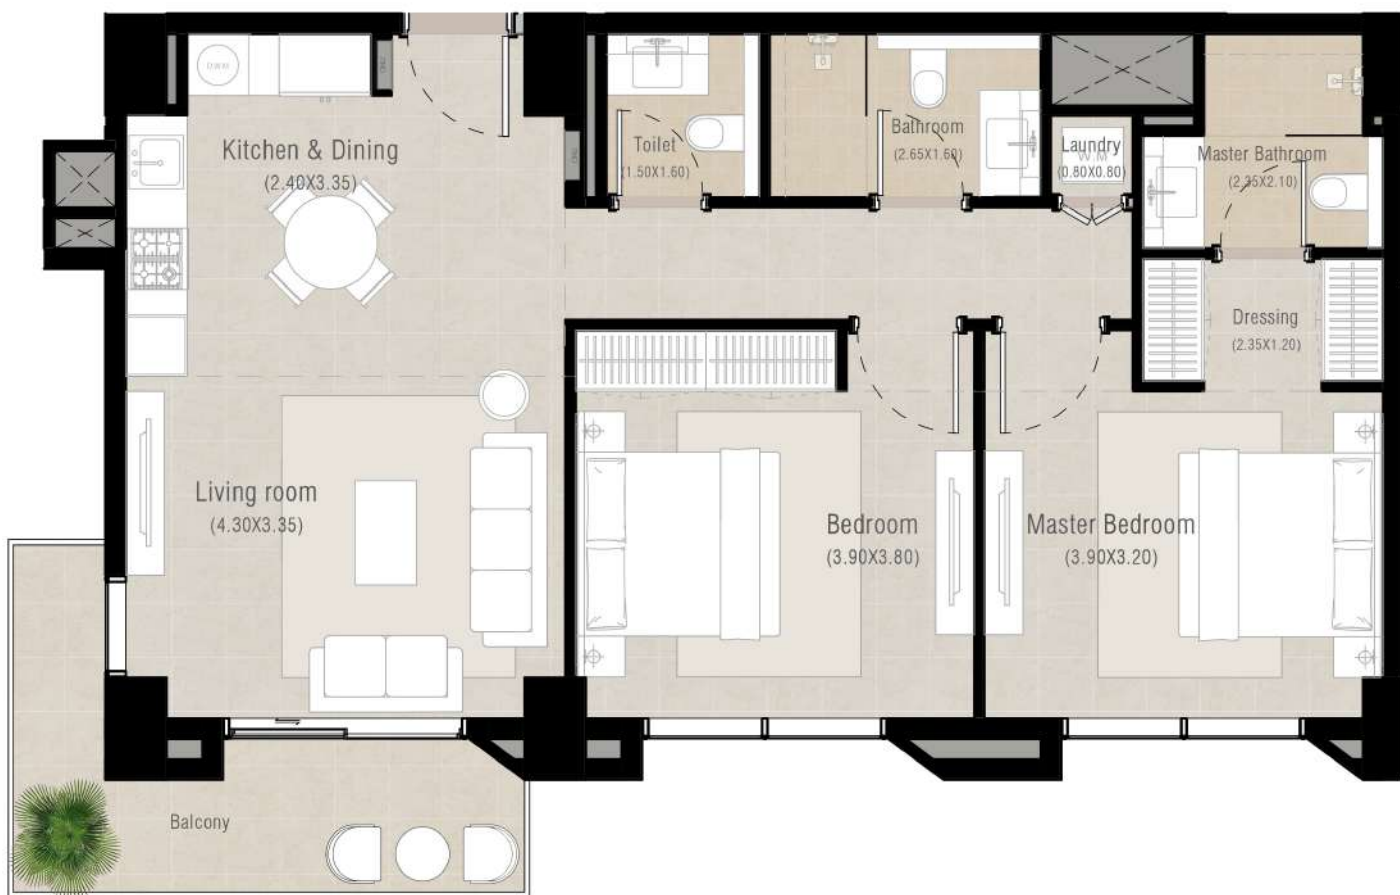 DWM
Kitchen & Dining
(2.40X3.35)
Toilet
(1.50X1.60)
Bathroom
(2.65X1.60)
Laundry
W.M
(0.80X0.80)
Master Bathroom
(2.35X2.10)
Dressing
(2.35X1.20)
Living room
(4.30X3.35)
Bedroom
(3.90X3.80)
Master Bedroom
(3.90X3.20)
Balcony